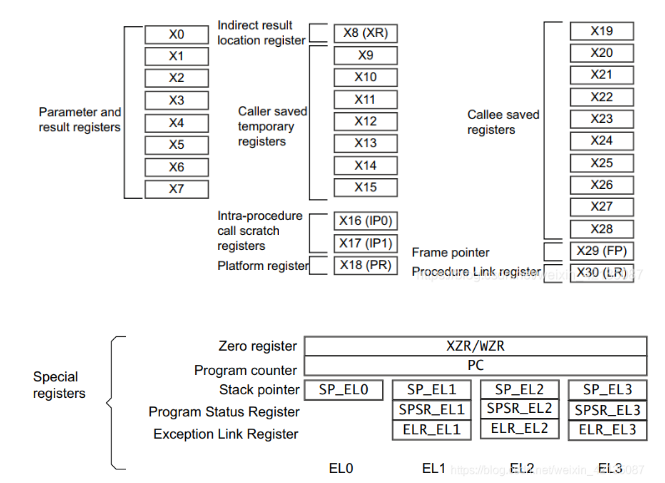 Parameter and
result registers
X0
X1
X2
X3
X4
X5
X6
X7
Indirect result
location register
X8 (XR)
Caller saved
temporary
registers
X9
X10
X11
X12
X13
X14
X15
Intra-procedure
call scratch
registers
X16 (IP0)
X17 (IP1)
Platform register
X18 (PR)
Callee saved
registers
X19
X20
X21
X22
X23
X24
X25
X26
X27
X28
Frame pointer
X29 (FP)
Procedure Link register
X30 (LR)
Special
registers
Zero register
XZR/WZR
Program counter
PC
Stack pointer
SP_EL0
SP_EL1
SP_EL2
SP_EL3
Program Status Register
SPSR_EL1
SPSR_EL2
SPSR_EL3
Exception Link Register
ELR_EL1
ELR_EL2
ELR_EL3
EL0
EL1
EL2
EL3